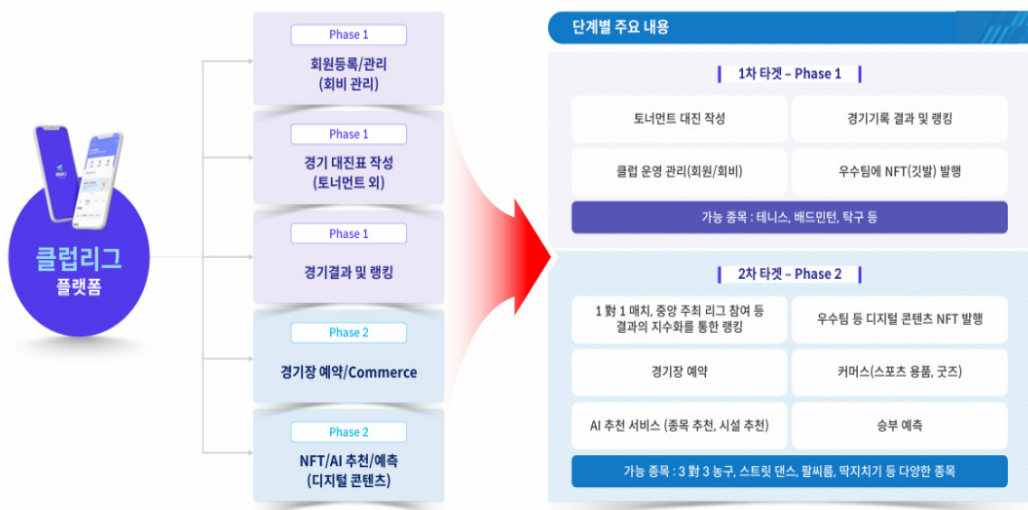 클럽리그
플랫폼
Phase 1
회원등록/관리
(회비 관리)
Phase 1
경기 대진표 작성
(토너먼트 외)
Phase 1
경기결과 및 랭킹
Phase 2
경기장 예약/Commerce
Phase 2
NFT/AI 추천/예측
(디지털 콘텐츠)
단계별 주요 내용
1차 타겟 – Phase 1
토너먼트 대진 작성
경기기록 결과 및 랭킹
클럽 운영 관리(회원/회비)
우수팀에 NFT(깃발) 발행
가능 종목 : 테니스, 배드민턴, 탁구 등
2차 타겟 – Phase 2
1 對 1 매치, 중앙 주최 리그 참여 등
결과의 지수화를 통한 랭킹
우수팀 등 디지털 콘텐츠 NFT 발행
경기장 예약
커머스(스포츠 용품, 굿즈)
AI 추천 서비스 (종목 추천, 시설 추천)
승부 예측
가능 종목 : 3 對 3 농구, 스트릿 댄스, 팔씨름, 딱지치기 등 다양한 종목